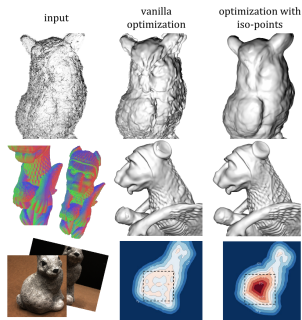 input
vanilla
optimization
optimization with
iso-points